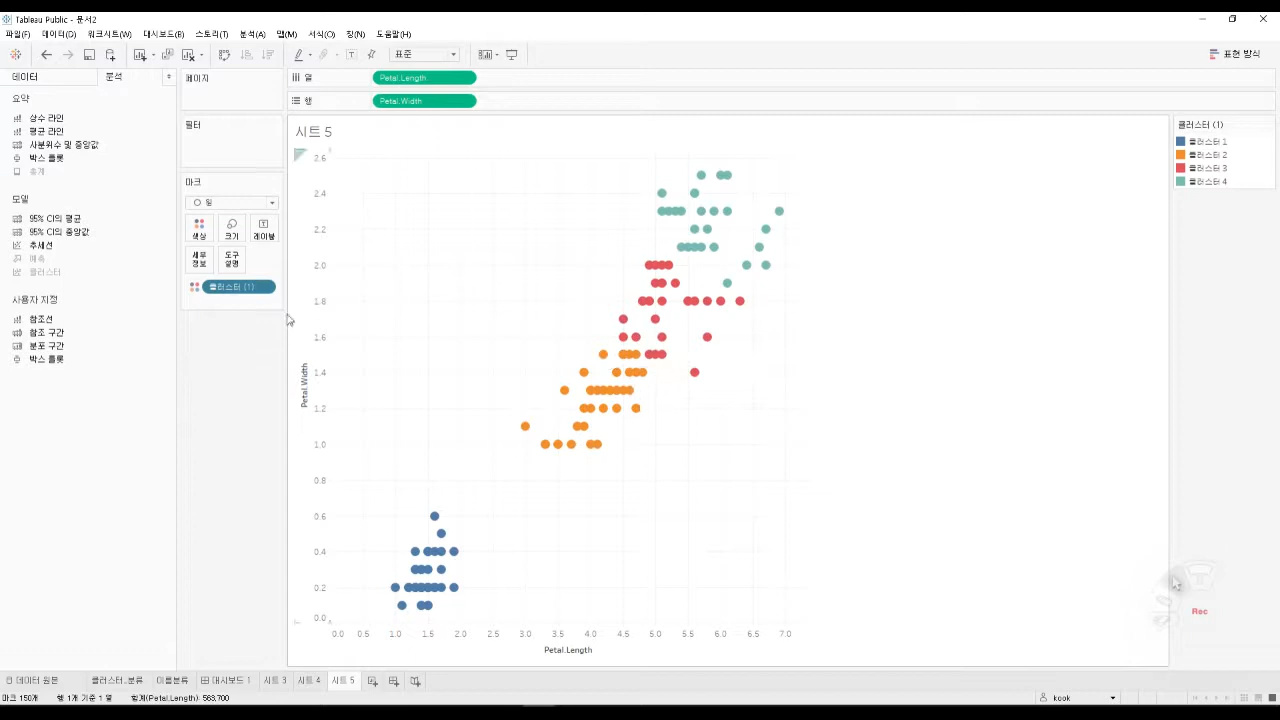 Tableau Public - 문서2
파일(F) 데이터(D) 워크시트(W) 대시보드(B) 스토리(T) 분석(A) 맵(M) 서식(O) 창(N) 도움말(H)
표준
표현 방식
데이터 분석
요약
상수 라인
평균 라인
사분위수 및 중앙값
박스 플롯
총계
모델
95% CI의 평균
95% CI의 중앙값
추세선
예측
클러스터
사용자 지정
참조선
참조 구간
분포 구간
박스 플롯
페이지
필터
마크
원
색상 크기 레이블
세부 정보
도구 설명
클러스터 (1)
열 Petal.Length
행 Petal.Width
시트 5
2.6
2.4
2.2
2.0
1.8
1.6
1.4
1.2
1.0
0.8
0.6
0.4
0.2
0.0
Petal.Width
0.0 0.5 1.0 1.5 2.0 2.5 3.0 3.5 4.0 4.5 5.0 5.5 6.0 6.5 7.0
Petal.Length
클러스터 (1)
클러스터 1
클러스터 2
클러스터 3
클러스터 4
Rec
데이터 원본 클러스터_분류 이름분류 대시보드 1 시트 3 시트 4 시트 5
마크 150개 행 1개 기준 1 열 합계(Petal.Length): 563,700
kook